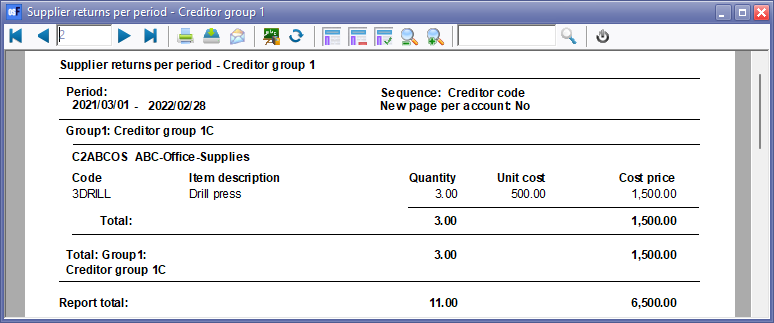 Supplier returns per period - Creditor group 1
2
Supplier returns per period - Creditor group 1
Period: Sequence: Creditor code
2021/03/01 - 2022/02/28 New page per account: No
Group1: Creditor group 1C
C2ABCOS ABC-Office-Supplies
Code Item description Quantity Unit cost Cost price
3DRILL Drill press 3.00 500.00 1,500.00
Total: 3.00 1,500.00
Total: Group1: 3.00 1,500.00
Creditor group 1C
Report total: 11.00 6,500.00